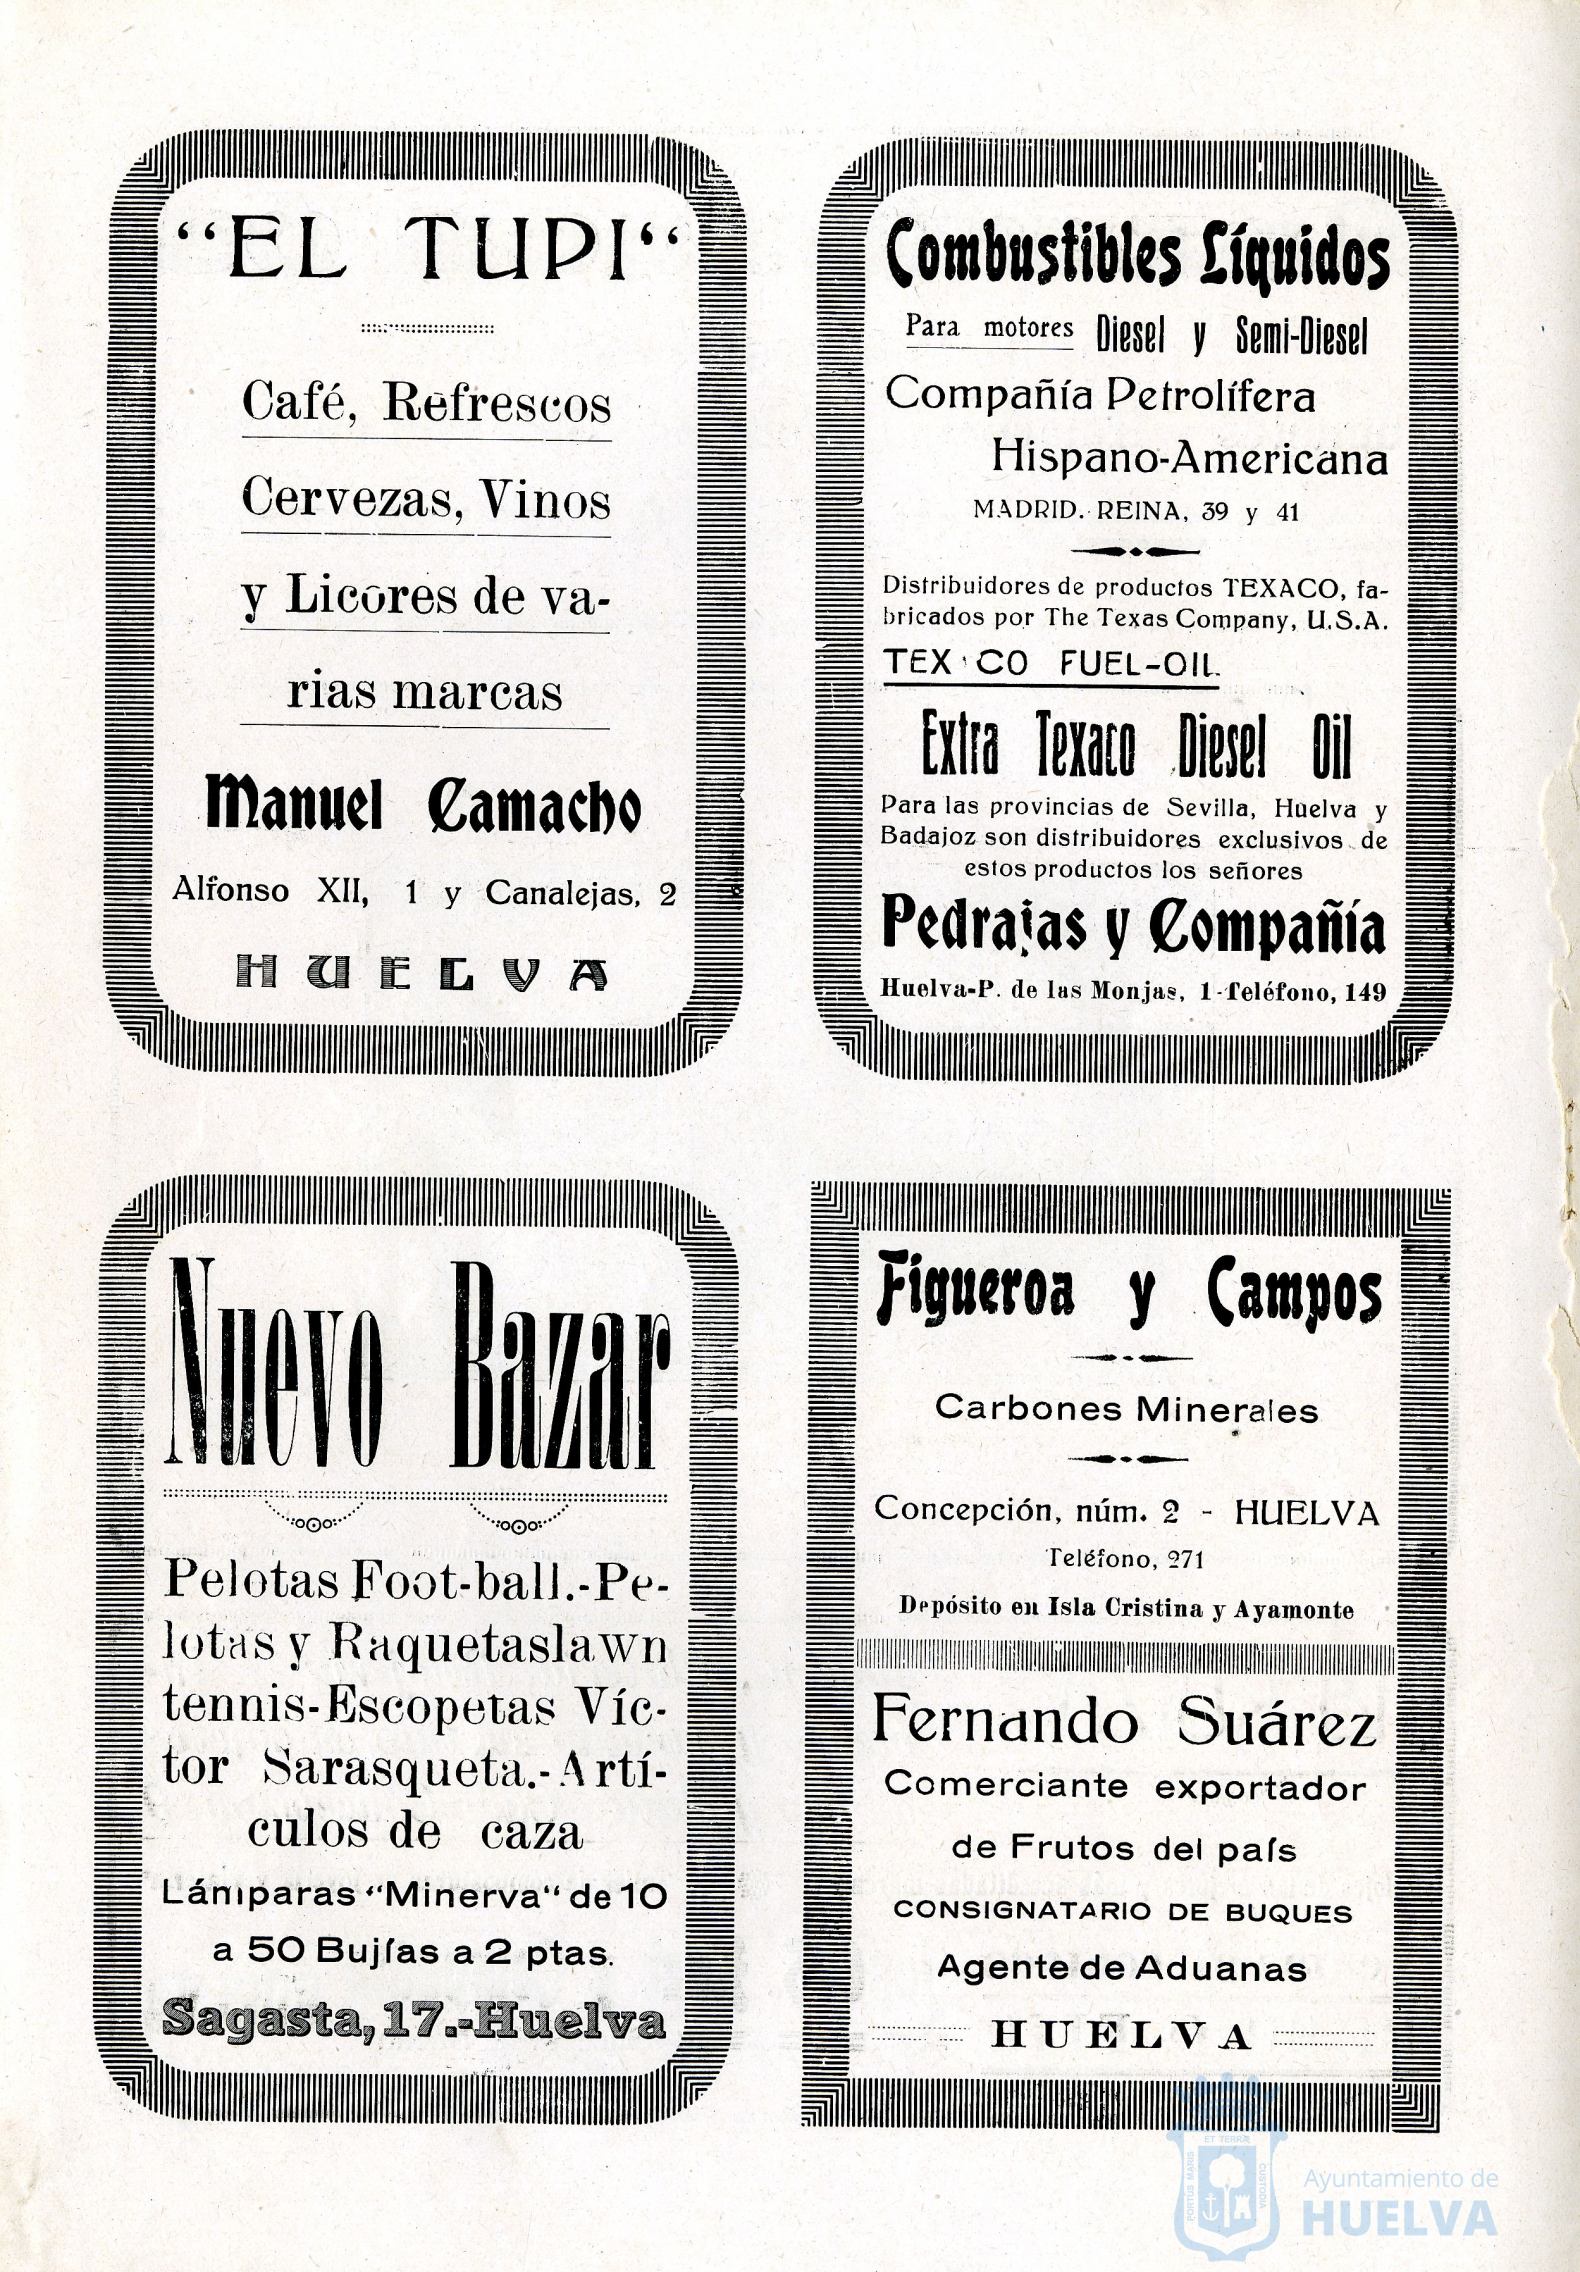 “EL TUPI“
Café, Refrescos
Cervezas, Vinos
y Licores de va-
rias marcas
Manuel Camacho
Alfonso XII, 1 y Canalejas, 2
HUELVA
Combustibles Líquidos
Para motores Diesel y Semi-Diesel
Compañía Petrolífera
Hispano-Americana
MADRID. REINA, 39 y 41
Distribuidores de productos TEXACO, fa-
bricados por The Texas Company, U.S.A.
TEX CO FUEL-OIL
Extra Texaco Diesel Oil
Para las provincias de Sevilla, Huelva y
Badajoz son distribuidores exclusivos de
estos productos los señores
Pedrajas y Compañía
Huelva-P. de las Monjas, 1-Teléfono, 149
Nuevo Bazar
Pelotas Foot-ball.-Pe-
lotas y Raquetaslawn
tennis-Escopetas Víc-
tor Sarasqueta.-Artí-
culos de caza
Lámparas “Minerva“ de 10
a 50 Bujías a 2 ptas.
Sagasta, 17.-Huelva
Figueroa y Campos
Carbones Minerales
Concepción, núm. 2 - HUELVA
Teléfono, 271
Depósito en Isla Cristina y Ayamonte
Fernando Suárez
Comerciante exportador
de Frutos del país
CONSIGNATARIO DE BUQUES
Agente de Aduanas
HUELVA
PORTUS MARIS
ET TERRÆ
CUSTODIA
Ayuntamiento de
HUELVA